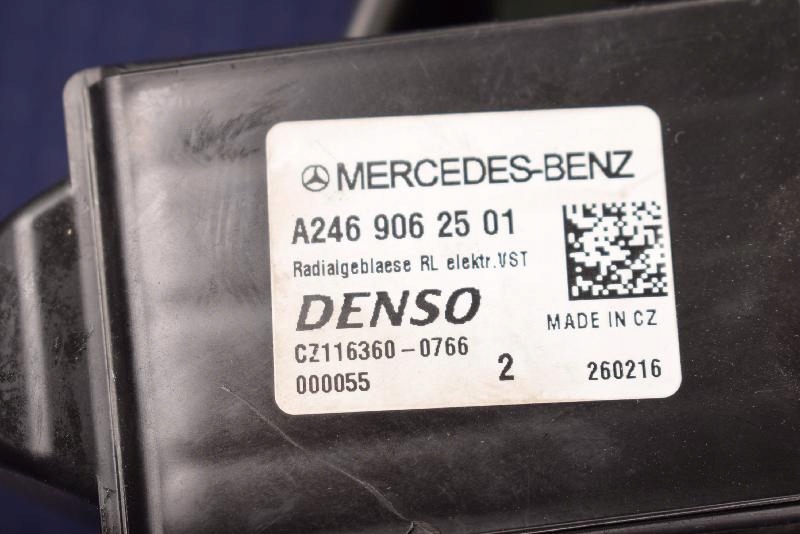 MERCEDES-BENZ
A246 906 25 01
Radialgeblaese RL elektr.VST
DENSO
MADE IN CZ
CZ116360-0766
000055
2
260216